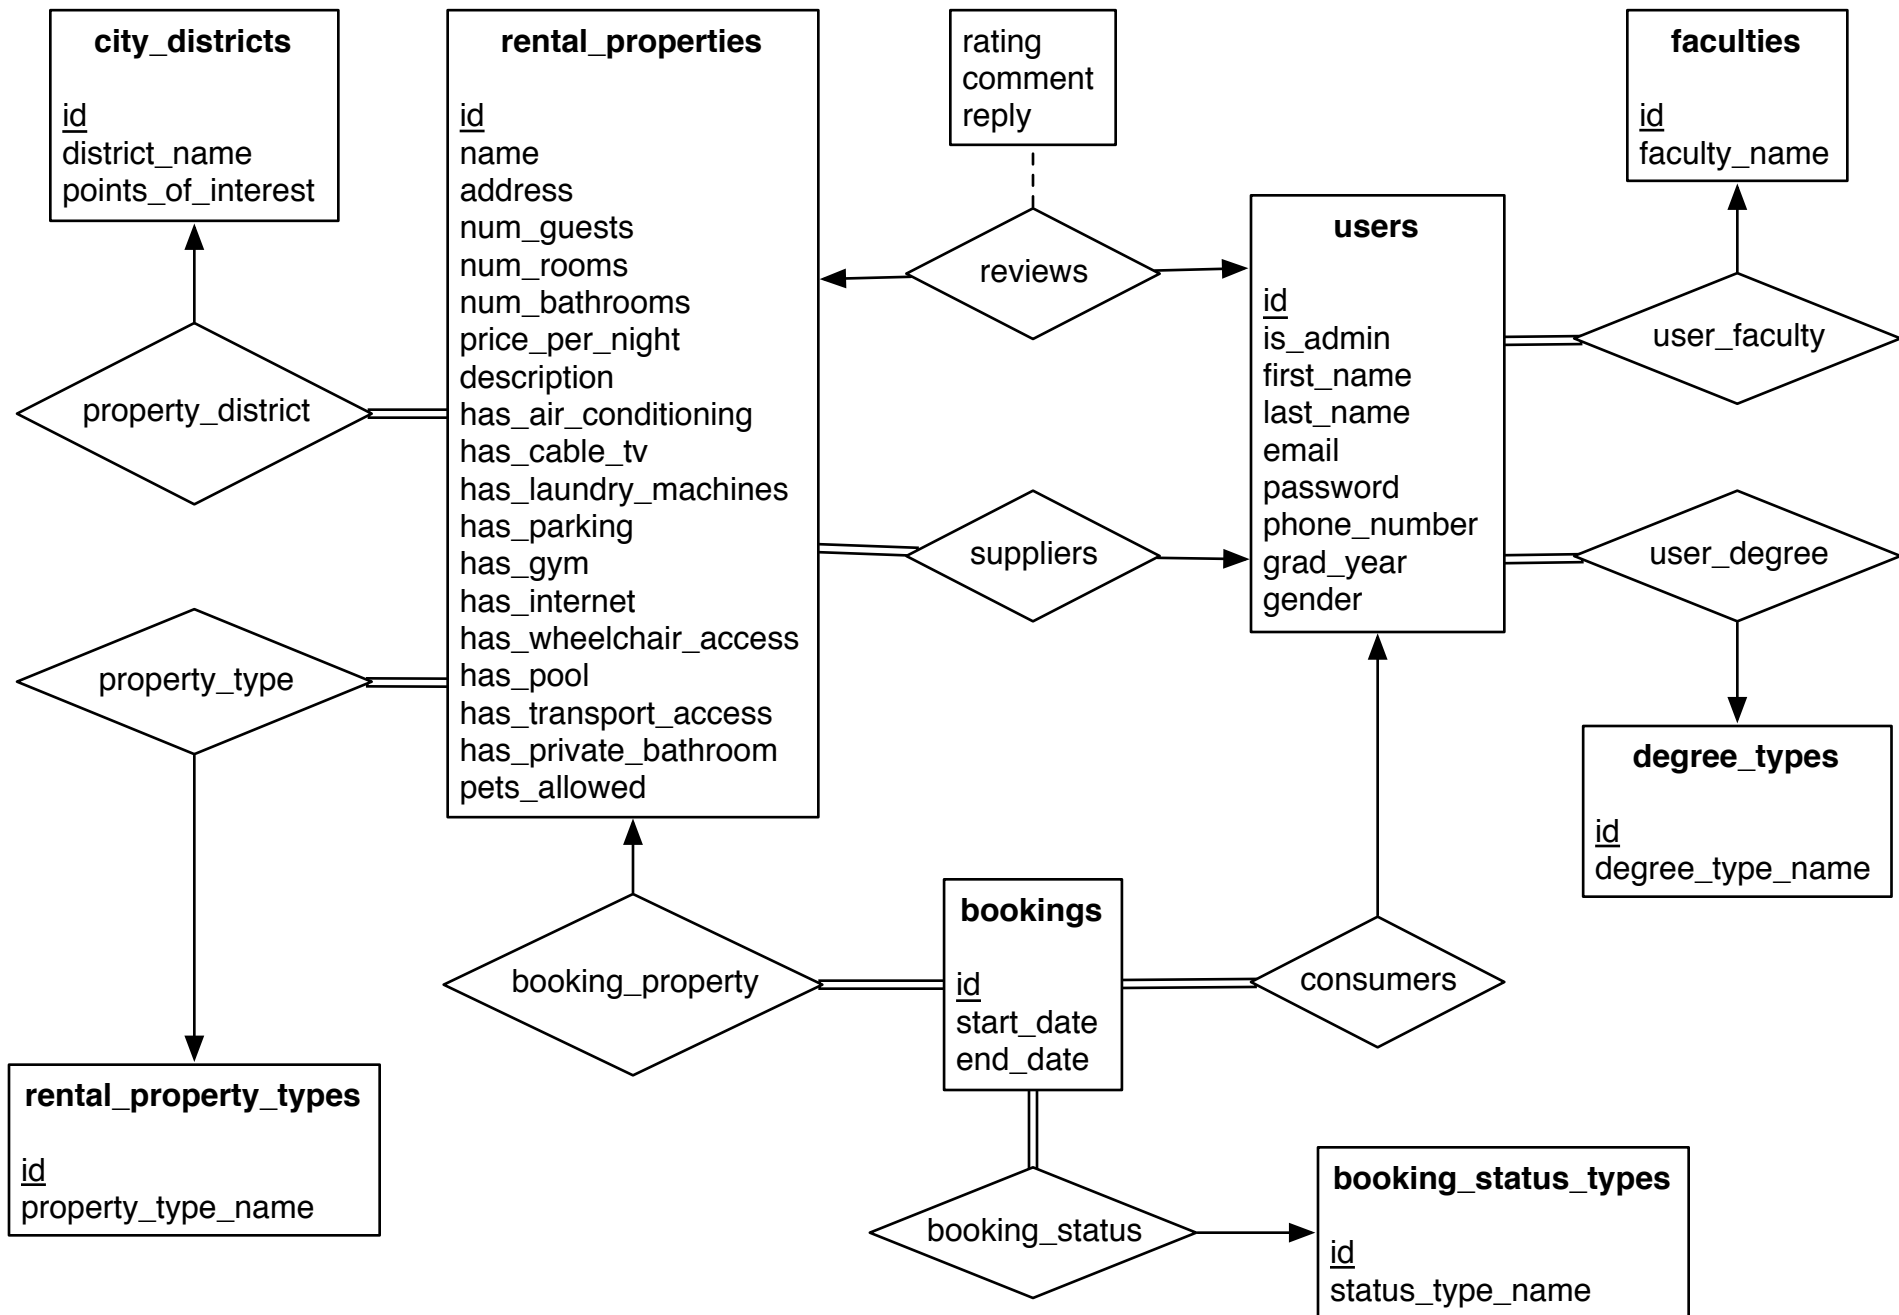 city_districts
id
district_name
points_of_interest
rental_properties
id
name
address
num_guests
num_rooms
num_bathrooms
price_per_night
description
has_air_conditioning
has_cable_tv
has_laundry_machines
has_parking
has_gym
has_internet
has_wheelchair_access
has_pool
has_transport_access
has_private_bathroom
pets_allowed
rating
comment
reply
faculties
id
faculty_name
users
id
is_admin
first_name
last_name
email
password
phone_number
grad_year
gender
reviews
user_faculty
property_district
suppliers
user_degree
property_type
degree_types
id
degree_type_name
bookings
id
start_date
end_date
booking_property
consumers
rental_property_types
id
property_type_name
booking_status
booking_status_types
id
status_type_name